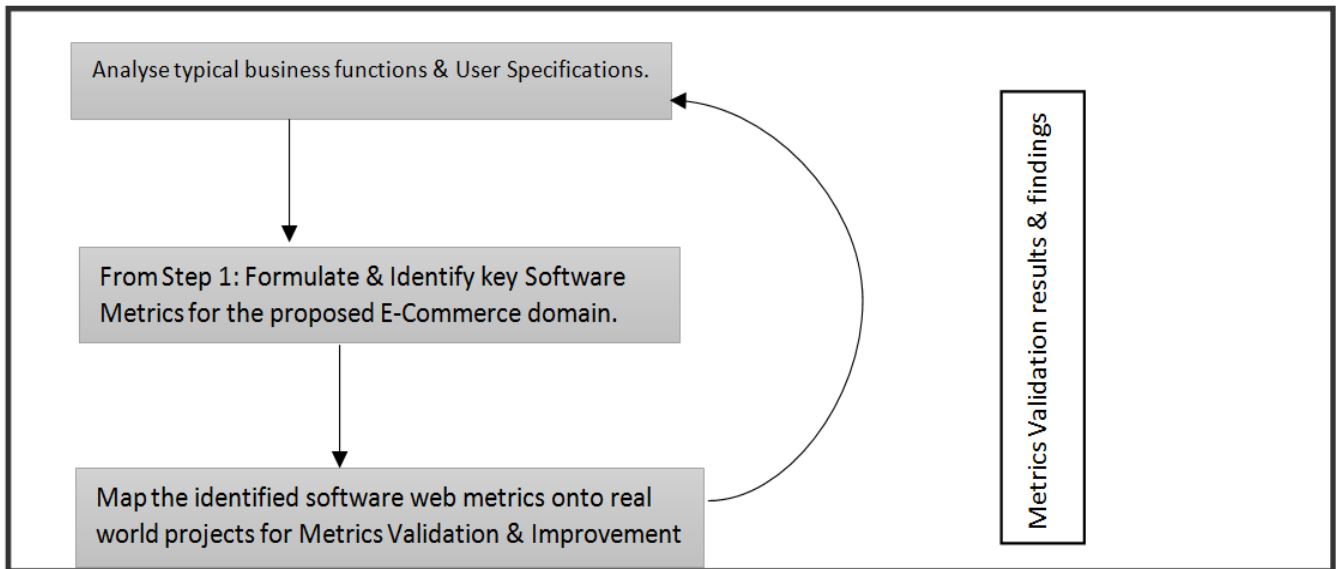 Analyse typical business functions & User Specifications.
From Step 1: Formulate & Identify key Software
Metrics for the proposed E-Commerce domain.
Map the identified software web metrics onto real
world projects for Metrics Validation & Improvement
Metrics Validation results & findings